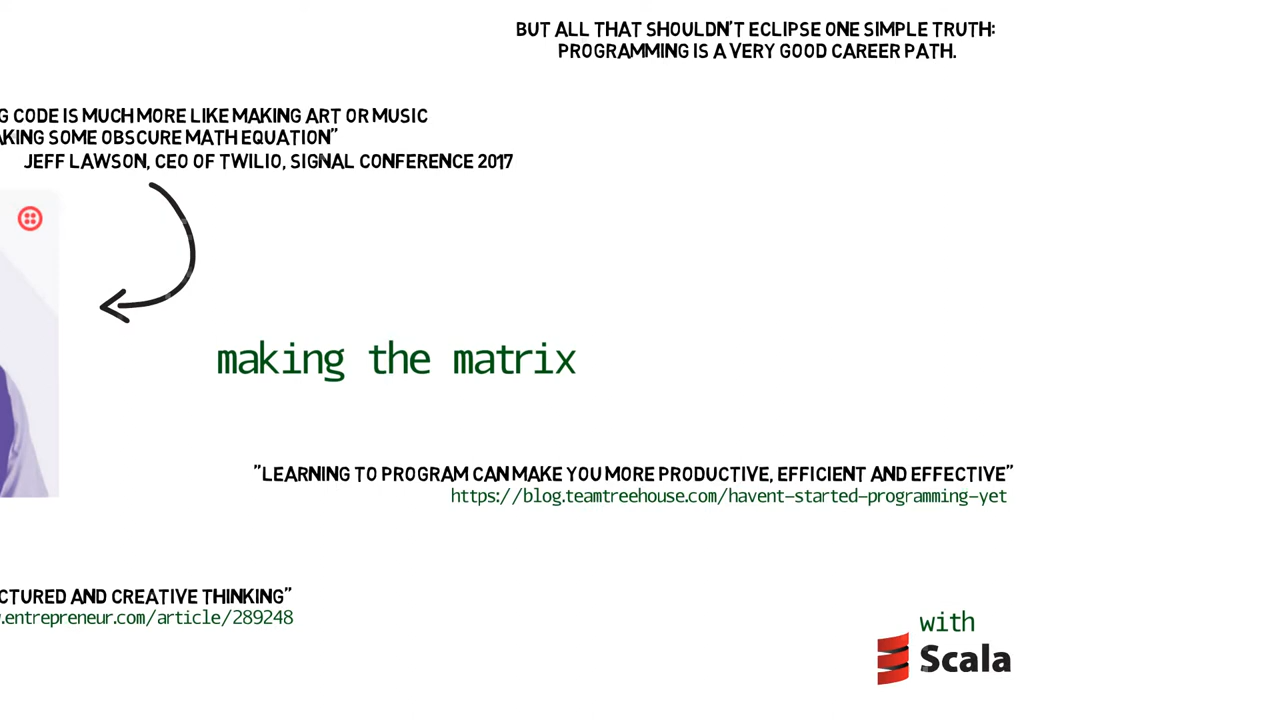 BUT ALL THAT SHOULDN'T ECLIPSE ONE SIMPLE TRUTH:
PROGRAMMING IS A VERY GOOD CAREER PATH.
G CODE IS MUCH MORE LIKE MAKING ART OR MUSIC
AKING SOME OBSCURE MATH EQUATION"
JEFF LAWSON, CEO OF TWILIO, SIGNAL CONFERENCE 2017
making the matrix
"LEARNING TO PROGRAM CAN MAKE YOU MORE PRODUCTIVE, EFFICIENT AND EFFECTIVE"
https://blog.teamtreehouse.com/havent-started-programming-yet
CTURED AND CREATIVE THINKING"
.entrepreneur.com/article/289248
with
Scala